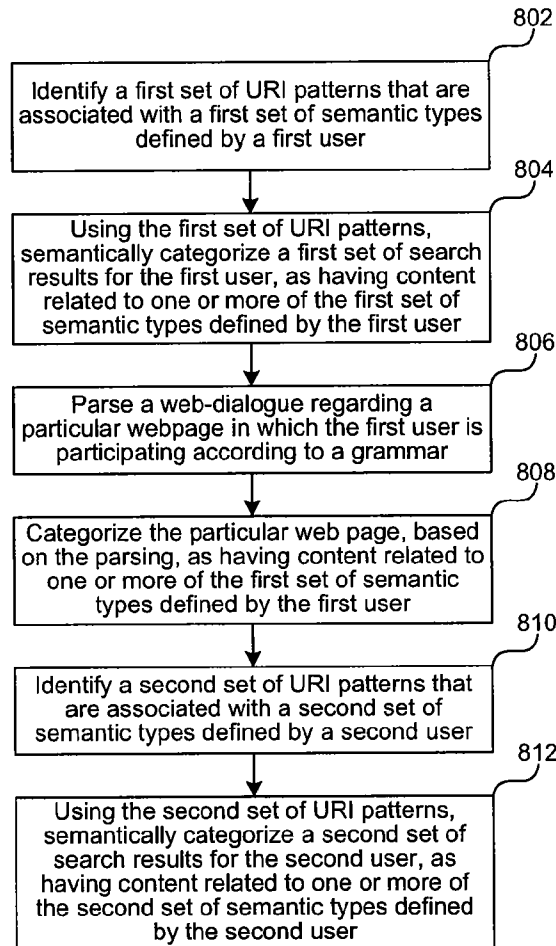 802
Identify a first set of URI patterns that are
associated with a first set of semantic types
defined by a first user
804
Using the first set of URI patterns,
semantically categorize a first set of search
results for the first user, as having content
related to one or more of the first set of
semantic types defined by the first user
806
Parse a web-dialogue regarding a
particular webpage in which the first user is
participating according to a grammar
808
Categorize the particular web page, based
on the parsing, as having content related to
one or more of the first set of semantic
types defined by the first user
810
Identify a second set of URI patterns that
are associated with a second set of
semantic types defined by a second user
812
Using the second set of URI patterns,
semantically categorize a second set of
search results for the second user, as
having content related to one or more of
the second set of semantic types defined
by the second user